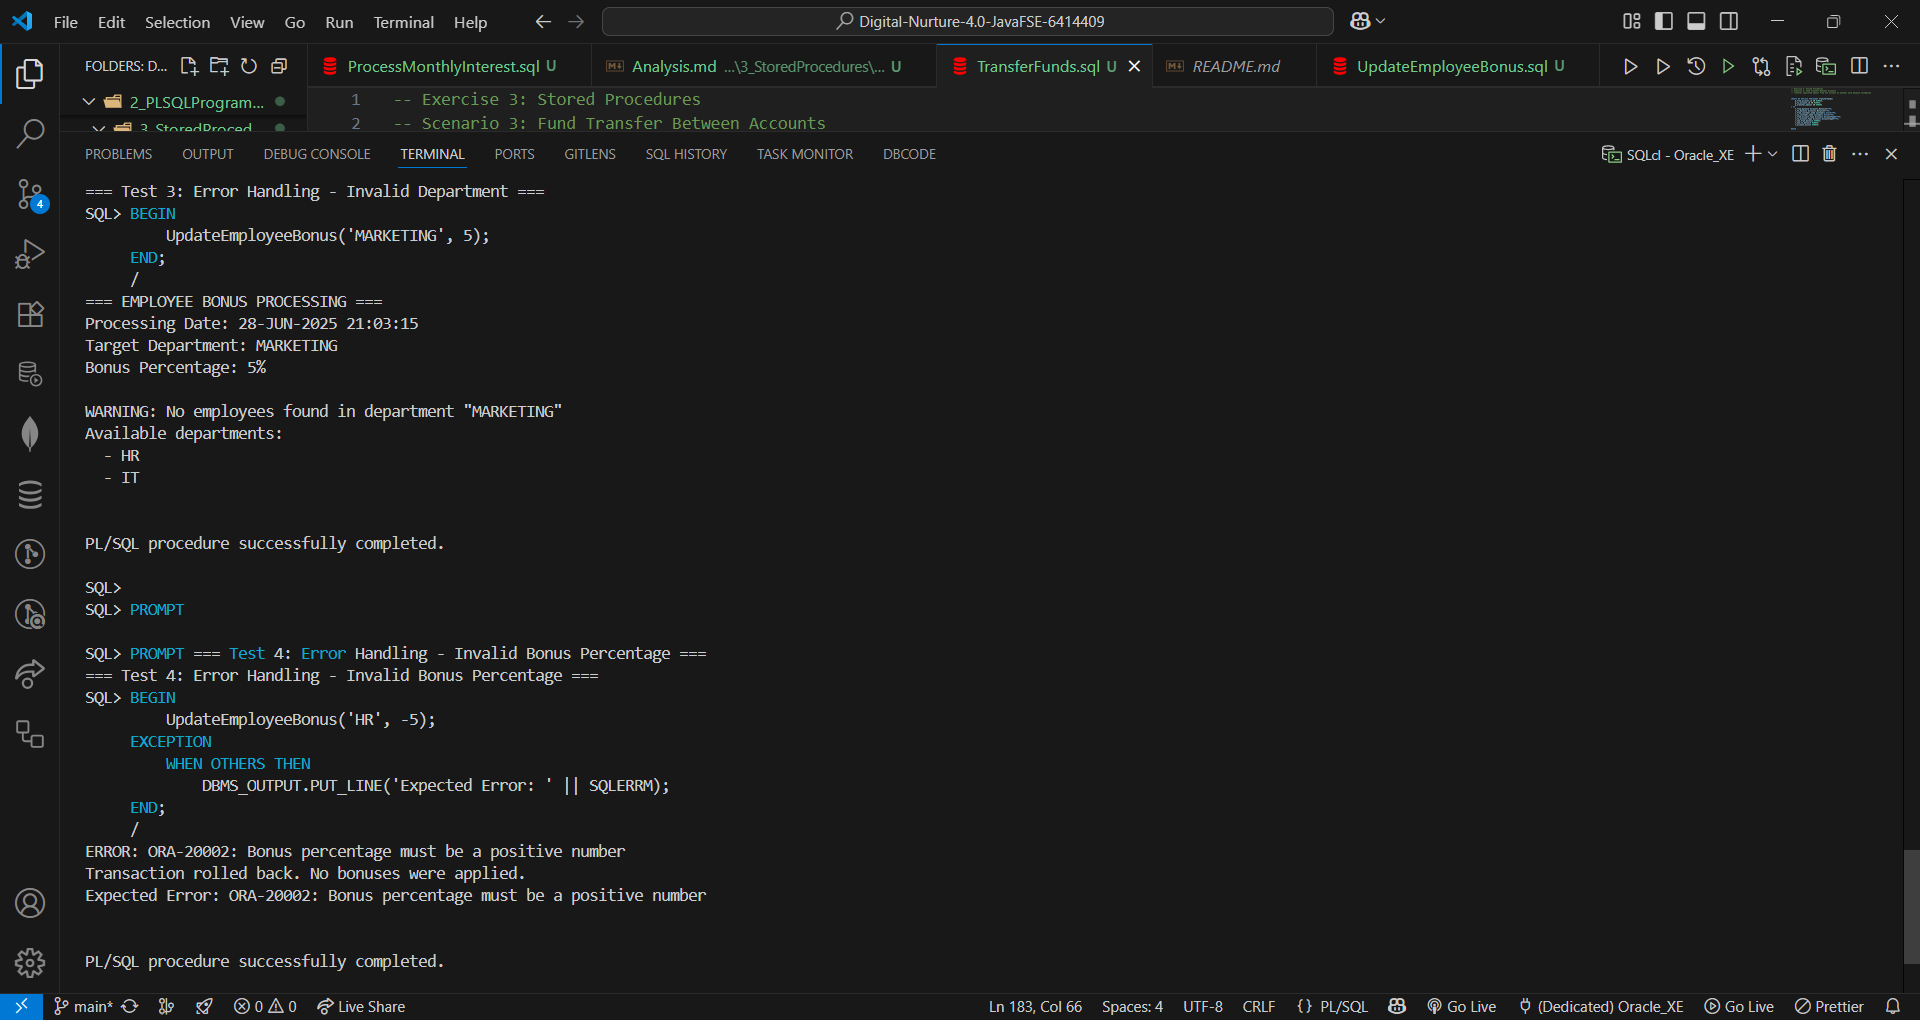 File Edit Selection View Go Run Terminal Help
Digital-Nurture-4.0-JavaFSE-6414409
FOLDERS: D...
ProcessMonthlyInterest.sql U
Analysis.md ...\3_StoredProcedures\... U
TransferFunds.sql U
README.md
UpdateEmployeeBonus.sql U
2_PLSQLProgram...
3_StoredProced
1 -- Exercise 3: Stored Procedures
2 -- Scenario 3: Fund Transfer Between Accounts
PROBLEMS OUTPUT DEBUG CONSOLE TERMINAL PORTS GITLENS SQL HISTORY TASK MONITOR DBCODE
SQLcl - Oracle_XE
4
=== Test 3: Error Handling - Invalid Department ===
SQL> BEGIN
UpdateEmployeeBonus('MARKETING', 5);
END;
/
=== EMPLOYEE BONUS PROCESSING ===
Processing Date: 28-JUN-2025 21:03:15
Target Department: MARKETING
Bonus Percentage: 5%
WARNING: No employees found in department "MARKETING"
Available departments:
- HR
- IT
PL/SQL procedure successfully completed.
SQL>
SQL> PROMPT
SQL> PROMPT === Test 4: Error Handling - Invalid Bonus Percentage ===
=== Test 4: Error Handling - Invalid Bonus Percentage ===
SQL> BEGIN
UpdateEmployeeBonus('HR', -5);
EXCEPTION
WHEN OTHERS THEN
DBMS_OUTPUT.PUT_LINE('Expected Error: ' || SQLERRM);
END;
/
ERROR: ORA-20002: Bonus percentage must be a positive number
Transaction rolled back. No bonuses were applied.
Expected Error: ORA-20002: Bonus percentage must be a positive number
PL/SQL procedure successfully completed.
main* 0 0 Live Share
Ln 183, Col 66 Spaces: 4 UTF-8 CRLF {} PL/SQL Go Live (Dedicated) Oracle_XE Go Live Prettier